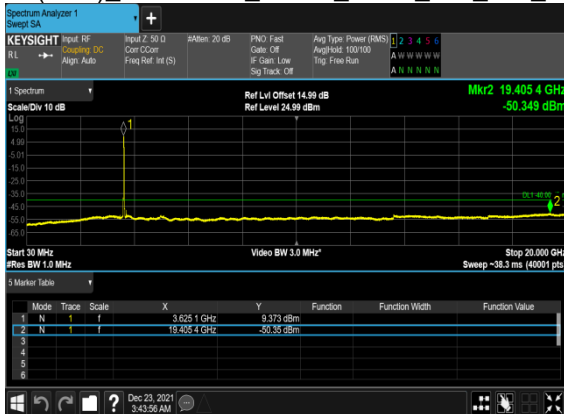 Spectrum Analyzer 1
Swept SA
KEYSIGHT Input: RF Input Z: 50 Ω #Atten: 20 dB PNO: Fast Avg Type: Power (RMS) 1 2 3 4 5 6
RL Coupling: DC Corr CCorr Gate: Off Avg|Hold: 100/100 A W W W W W
Align: Auto Freq Ref: Int (S) IF Gain: Low Trig: Free Run
Sig Track: Off A N N N N N
1 Spectrum Ref Lvl Offset 14.99 dB Mkr2 19.405 4 GHz
Scale/Div 10 dB Ref Level 24.99 dBm -50.349 dBm
Log
15.0
4.99
-5.01
-15.0
-25.0
-35.0
-45.0
-55.0
-65.0
1
2
Start 30 MHz Video BW 3.0 MHz* Stop 20.000 GHz
#Res BW 1.0 MHz Sweep ~38.3 ms (40001 pts)
5 Marker Table
Mode Trace Scale X Y Function Function Width Function Value
1 N 1 f 3.625 1 GHz 9.373 dBm
2 N 1 f 19.405 4 GHz -50.35 dBm
3
4
5
6
Dec 23, 2021
3:43:56 AM